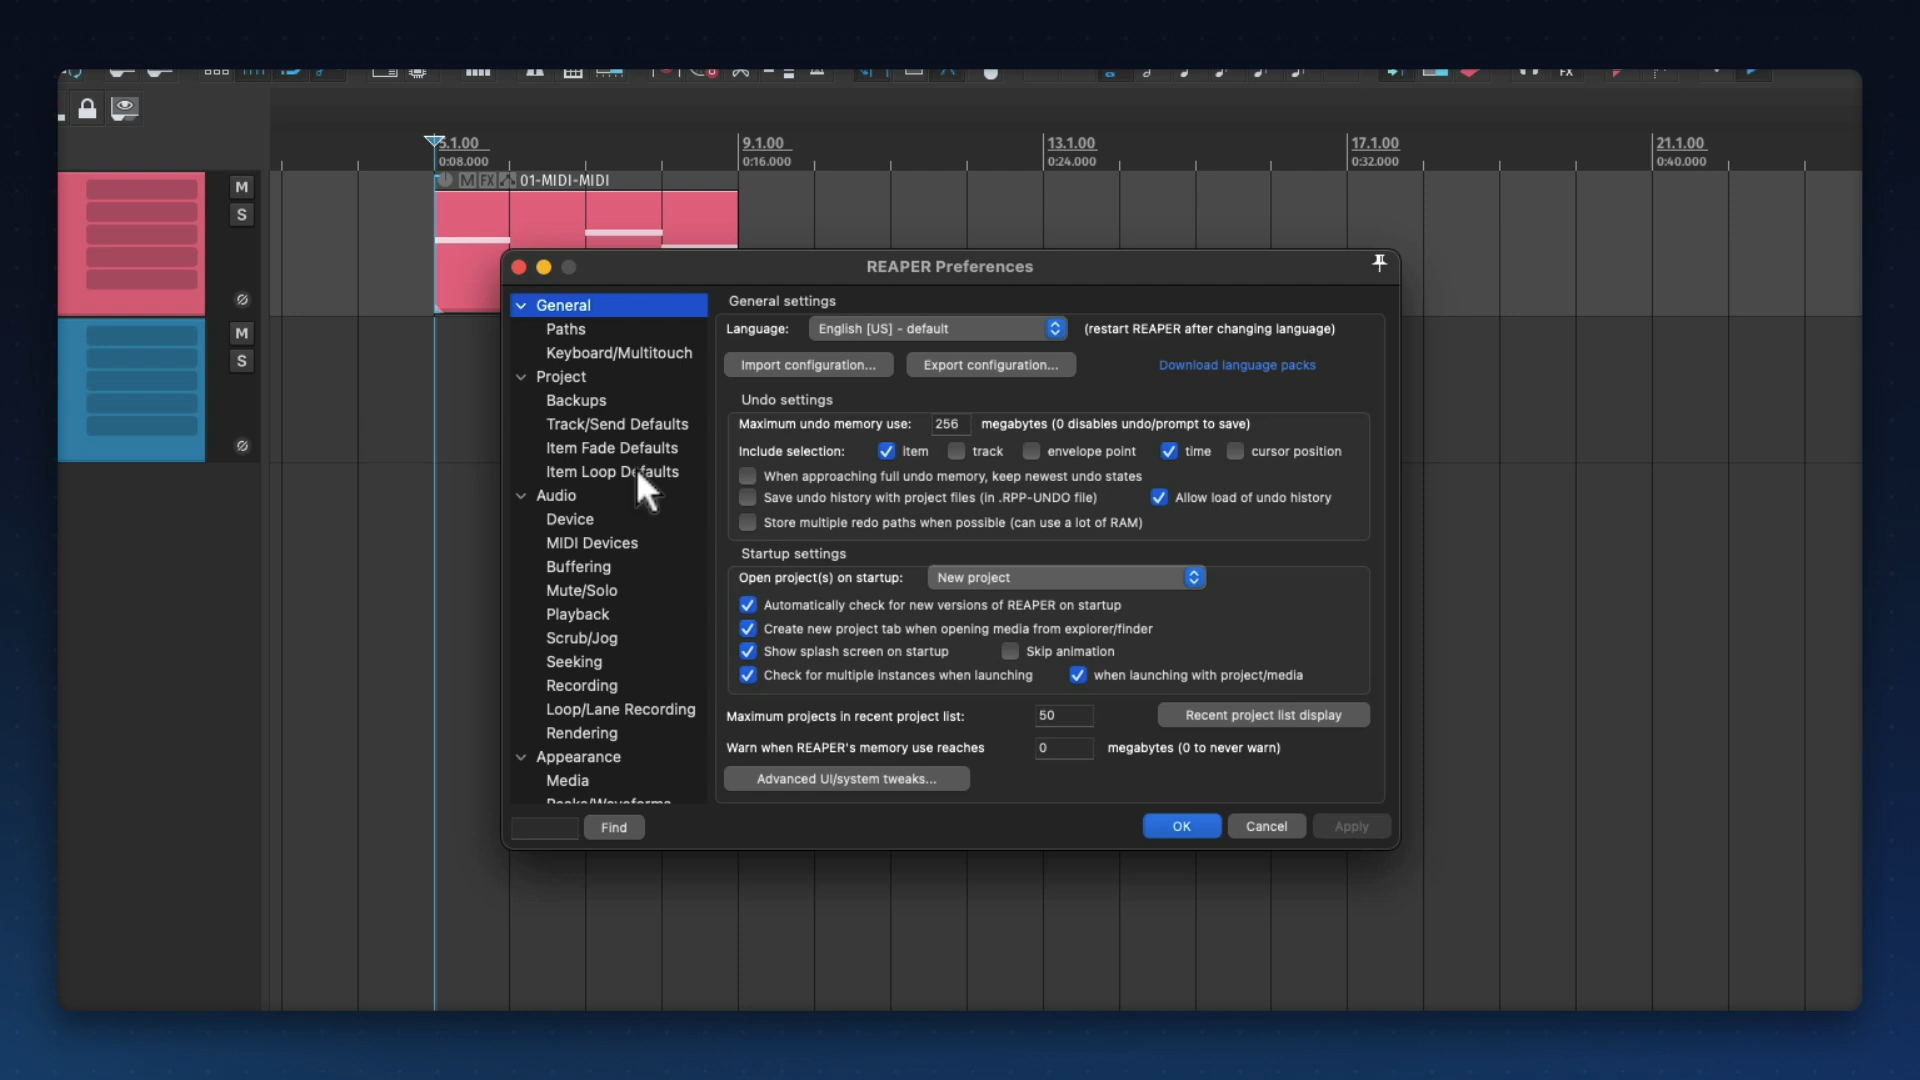 FX
5.1.00
0:08.000
9.1.00
0:16.000
13.1.00
0:24.000
17.1.00
0:32.000
21.1.00
0:40.000
M FX 01-MIDI-MIDI
M
S
M
S
REAPER Preferences
General
Paths
Keyboard/Multitouch
Project
Backups
Track/Send Defaults
Item Fade Defaults
Item Loop Defaults
Audio
Device
MIDI Devices
Buffering
Mute/Solo
Playback
Scrub/Jog
Seeking
Recording
Loop/Lane Recording
Rendering
Appearance
Media
Peaks/Waveforms
Find
General settings
Language: English [US] - default (restart REAPER after changing language)
Import configuration... Export configuration... Download language packs
Undo settings
Maximum undo memory use: 256 megabytes (0 disables undo/prompt to save)
Include selection: item track envelope point time cursor position
When approaching full undo memory, keep newest undo states
Save undo history with project files (in .RPP-UNDO file) Allow load of undo history
Store multiple redo paths when possible (can use a lot of RAM)
Startup settings
Open project(s) on startup: New project
Automatically check for new versions of REAPER on startup
Create new project tab when opening media from explorer/finder
Show splash screen on startup Skip animation
Check for multiple instances when launching when launching with project/media
Maximum projects in recent project list: 50 Recent project list display
Warn when REAPER's memory use reaches 0 megabytes (0 to never warn)
Advanced UI/system tweaks...
OK Cancel Apply